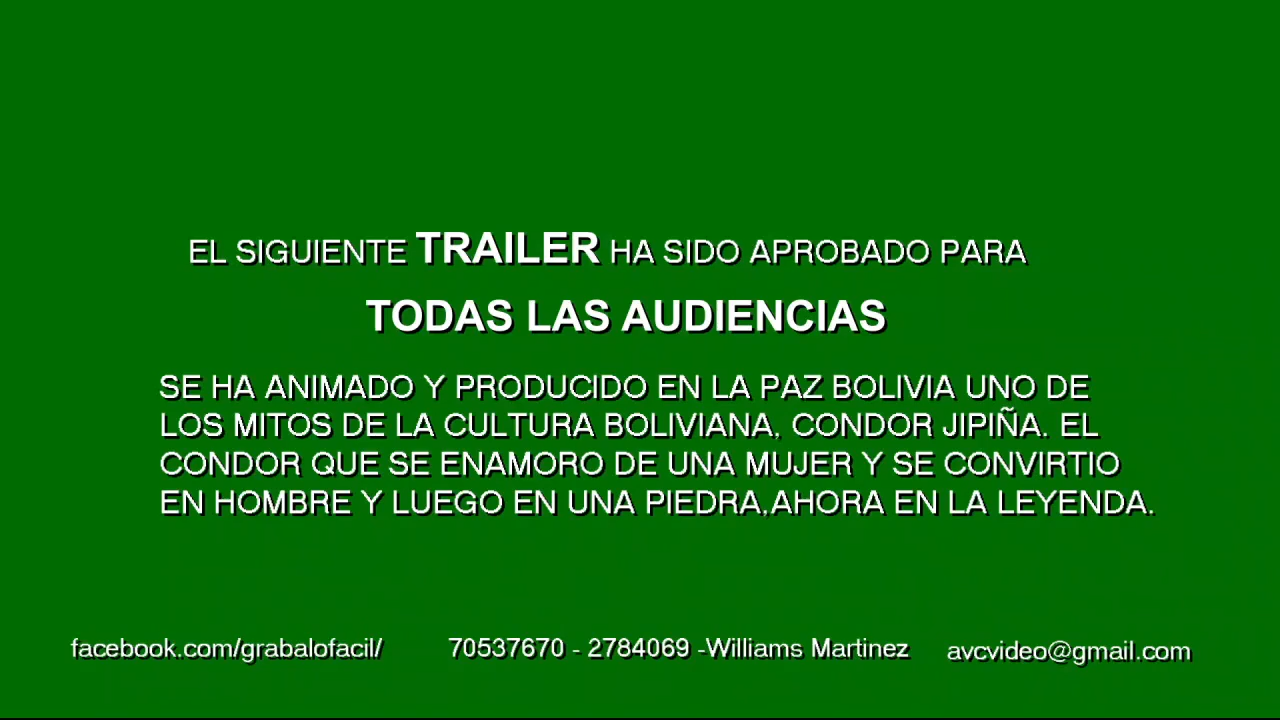 EL SIGUIENTE TRAILER HA SIDO APROBADO PARA
TODAS LAS AUDIENCIAS
SE HA ANIMADO Y PRODUCIDO EN LA PAZ BOLIVIA UNO DE
LOS MITOS DE LA CULTURA BOLIVIANA, CONDOR JIPIÑA. EL
CONDOR QUE SE ENAMORO DE UNA MUJER Y SE CONVIRTIO
EN HOMBRE Y LUEGO EN UNA PIEDRA,AHORA EN LA LEYENDA.
facebook.com/grabalofacil/ 70537670 - 2784069 -Williams Martinez avcvideo@gmail.com